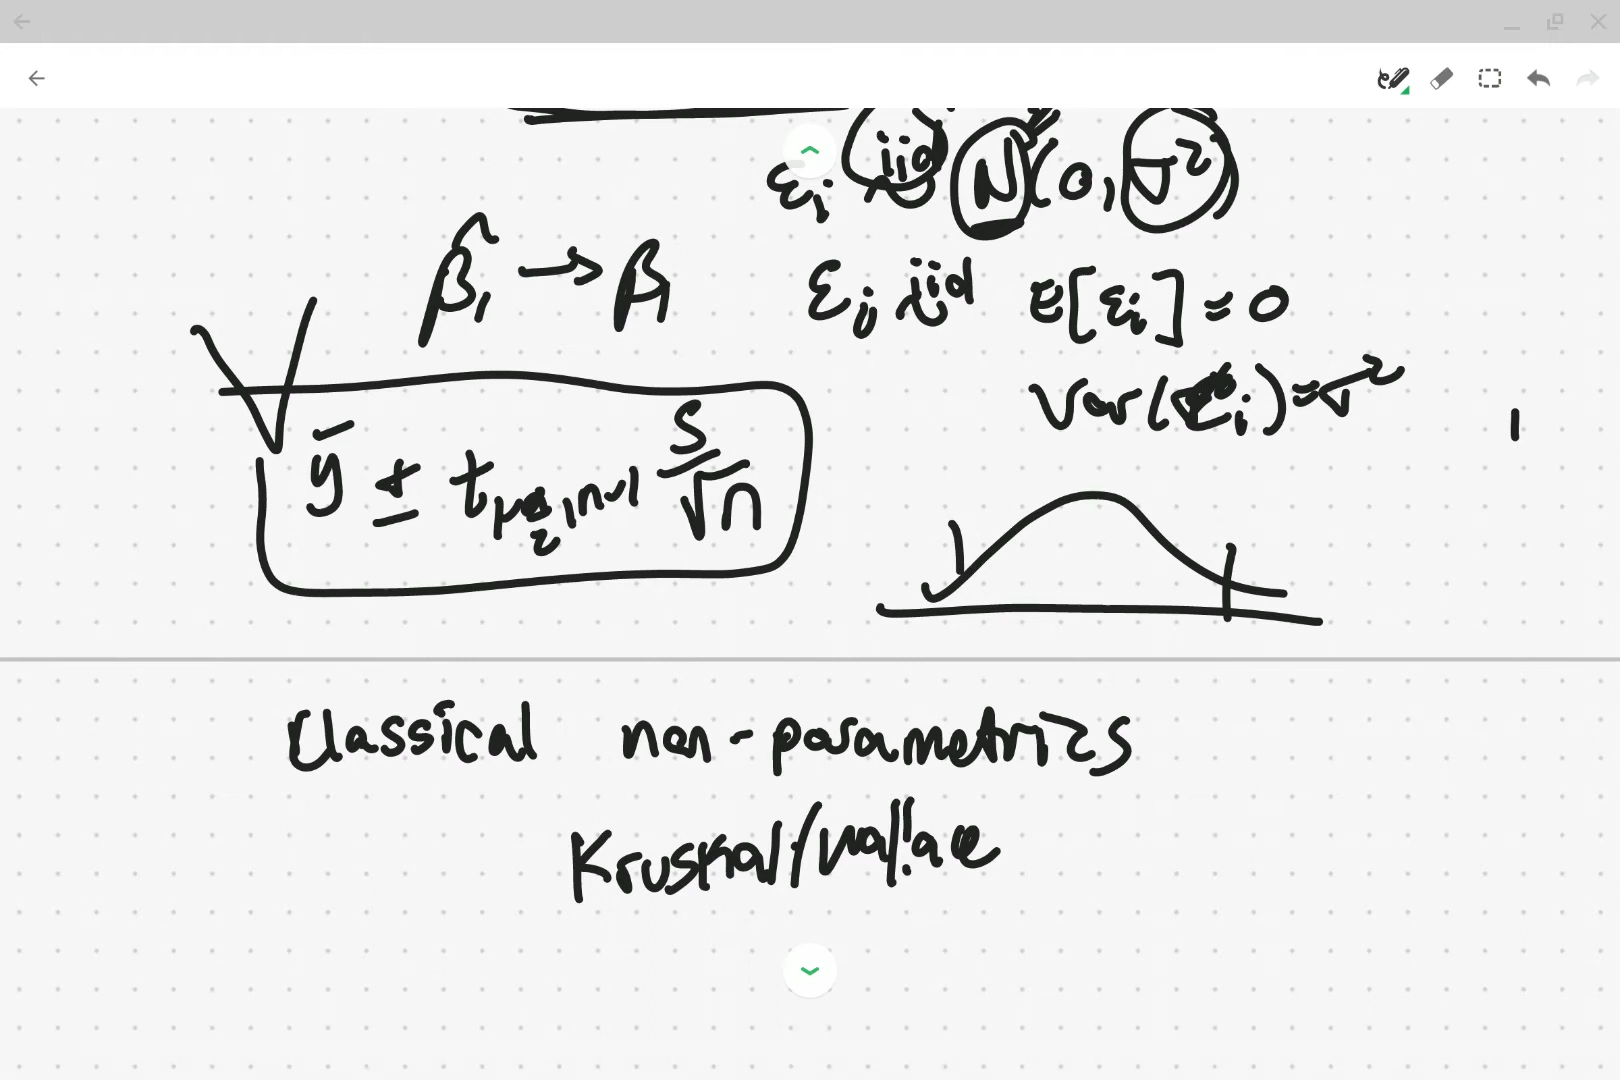 εᵢ iid ~ N(0, σ²)
β̂₁ → β₁
εᵢ iid ~ E[εᵢ] = 0
Var(εᵢ) = σ²
ȳ ± t s/√n
Classical non-parametrics
Kruskal/Wallace